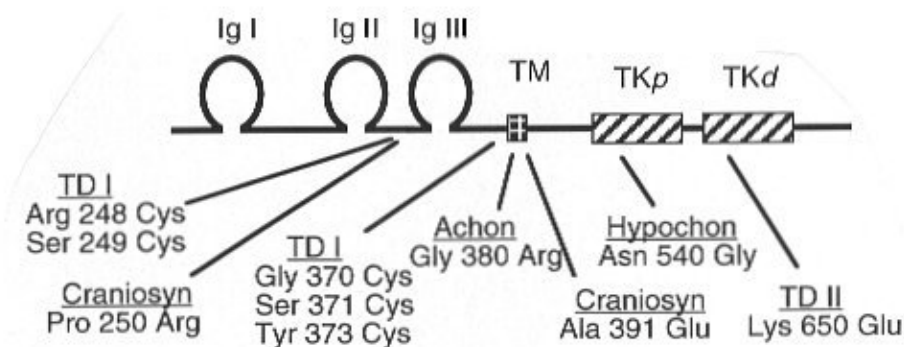 Ig I Ig II Ig III
TM TKp TKd
TD I
Arg 248 Cys
Ser 249 Cys
Craniosyn
Pro 250 Arg
TD I
Gly 370 Cys
Ser 371 Cys
Tyr 373 Cys
Achon
Gly 380 Arg
Craniosyn
Ala 391 Glu
Hypochon
Asn 540 Gly
TD II
Lys 650 Glu